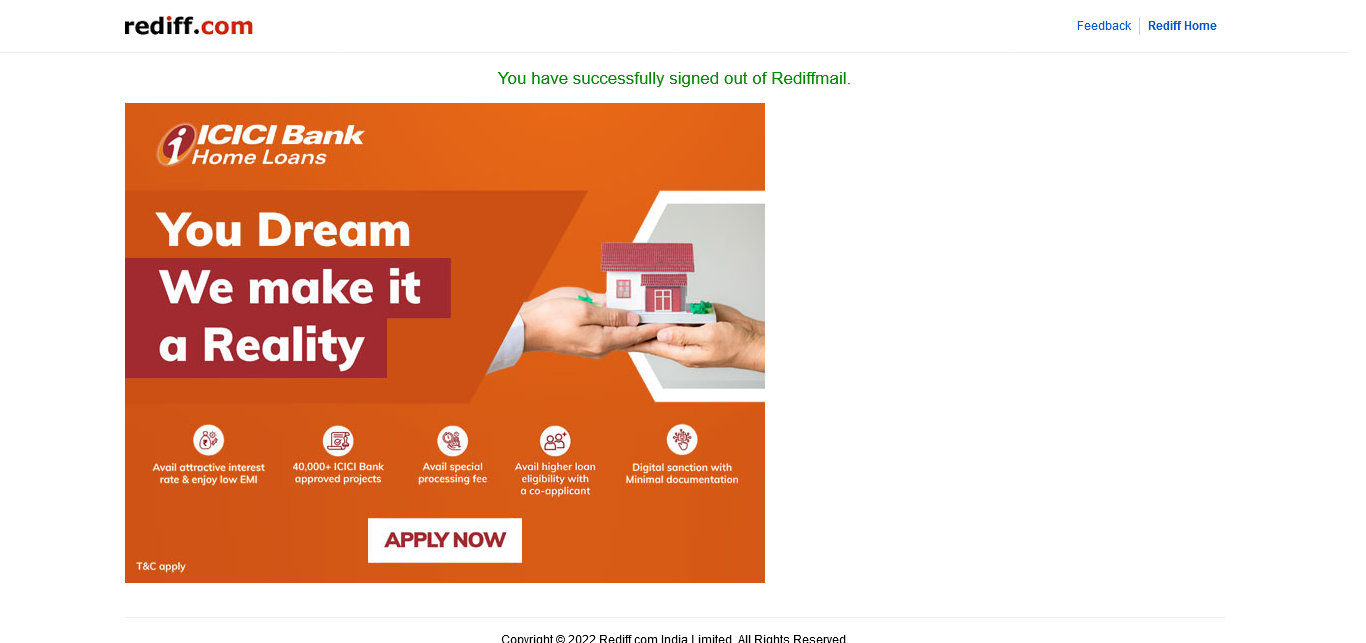 rediff.com
Feedback
Rediff Home
You have successfully signed out of Rediffmail.
i ICICI Bank
Home Loans
You Dream
We make it
a Reality
Avail attractive interest
rate & enjoy low EMI
40,000+ ICICI Bank
approved projects
Avail special
processing fee
Avail higher loan
eligibility with
a co-applicant
Digital sanction with
Minimal documentation
APPLY NOW
T&C apply
Copyright © 2022 Rediff.com India Limited. All Rights Reserved